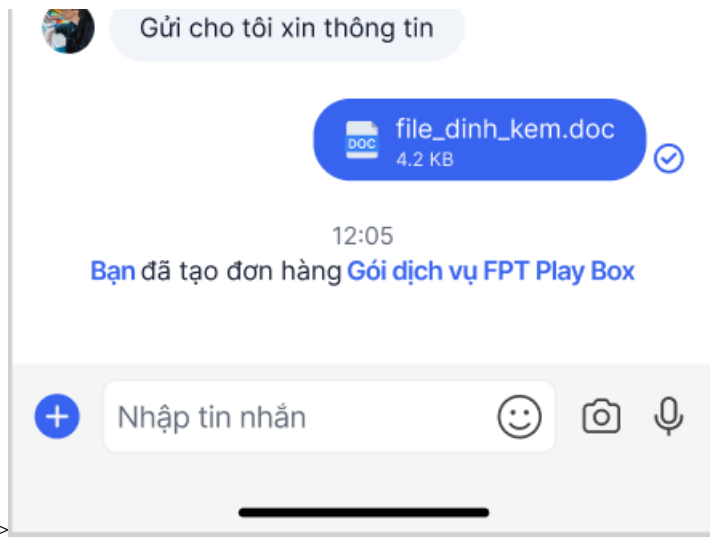 Gửi cho tôi xin thông tin
file_dinh_kem.doc
DOC
4.2 KB
12:05
Bạn đã tạo đơn hàng Gói dịch vụ FPT Play Box
Nhập tin nhắn
>